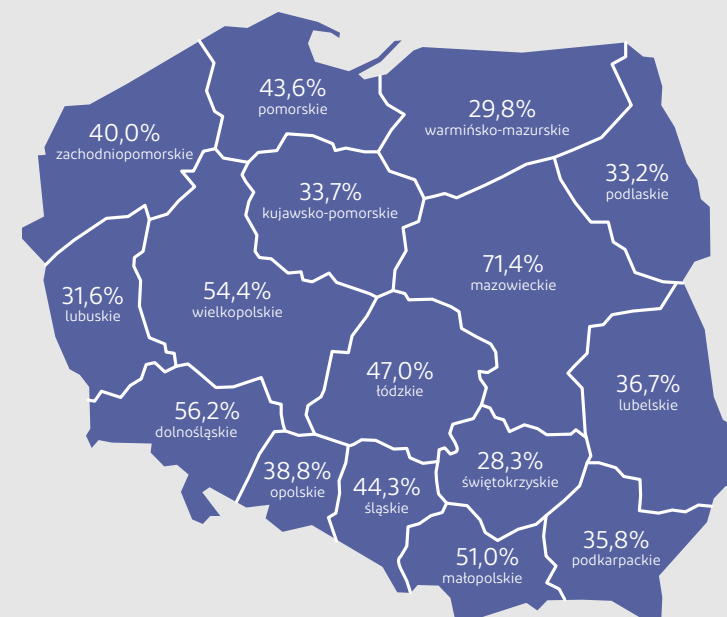 43,6%
pomorskie
29,8%
warmińsko-mazurskie
40,0%
zachodniopomorskie
33,2%
podlaskie
33,7%
kujawsko-pomorskie
71,4%
mazowieckie
31,6%
lubuskie
54,4%
wielkopolskie
47,0%
łódzkie
36,7%
lubelskie
56,2%
dolnośląskie
38,8%
opolskie
44,3%
śląskie
28,3%
świętokrzyskie
51,0%
małopolskie
35,8%
podkarpackie